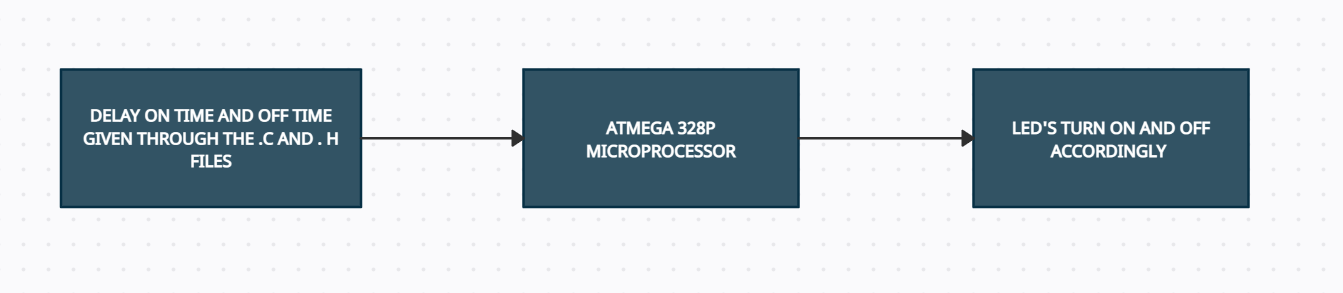 DELAY ON TIME AND OFF TIME
GIVEN THROUGH THE .C AND . H
FILES
ATMEGA 328P
MICROPROCESSOR
LED'S TURN ON AND OFF
ACCORDINGLY